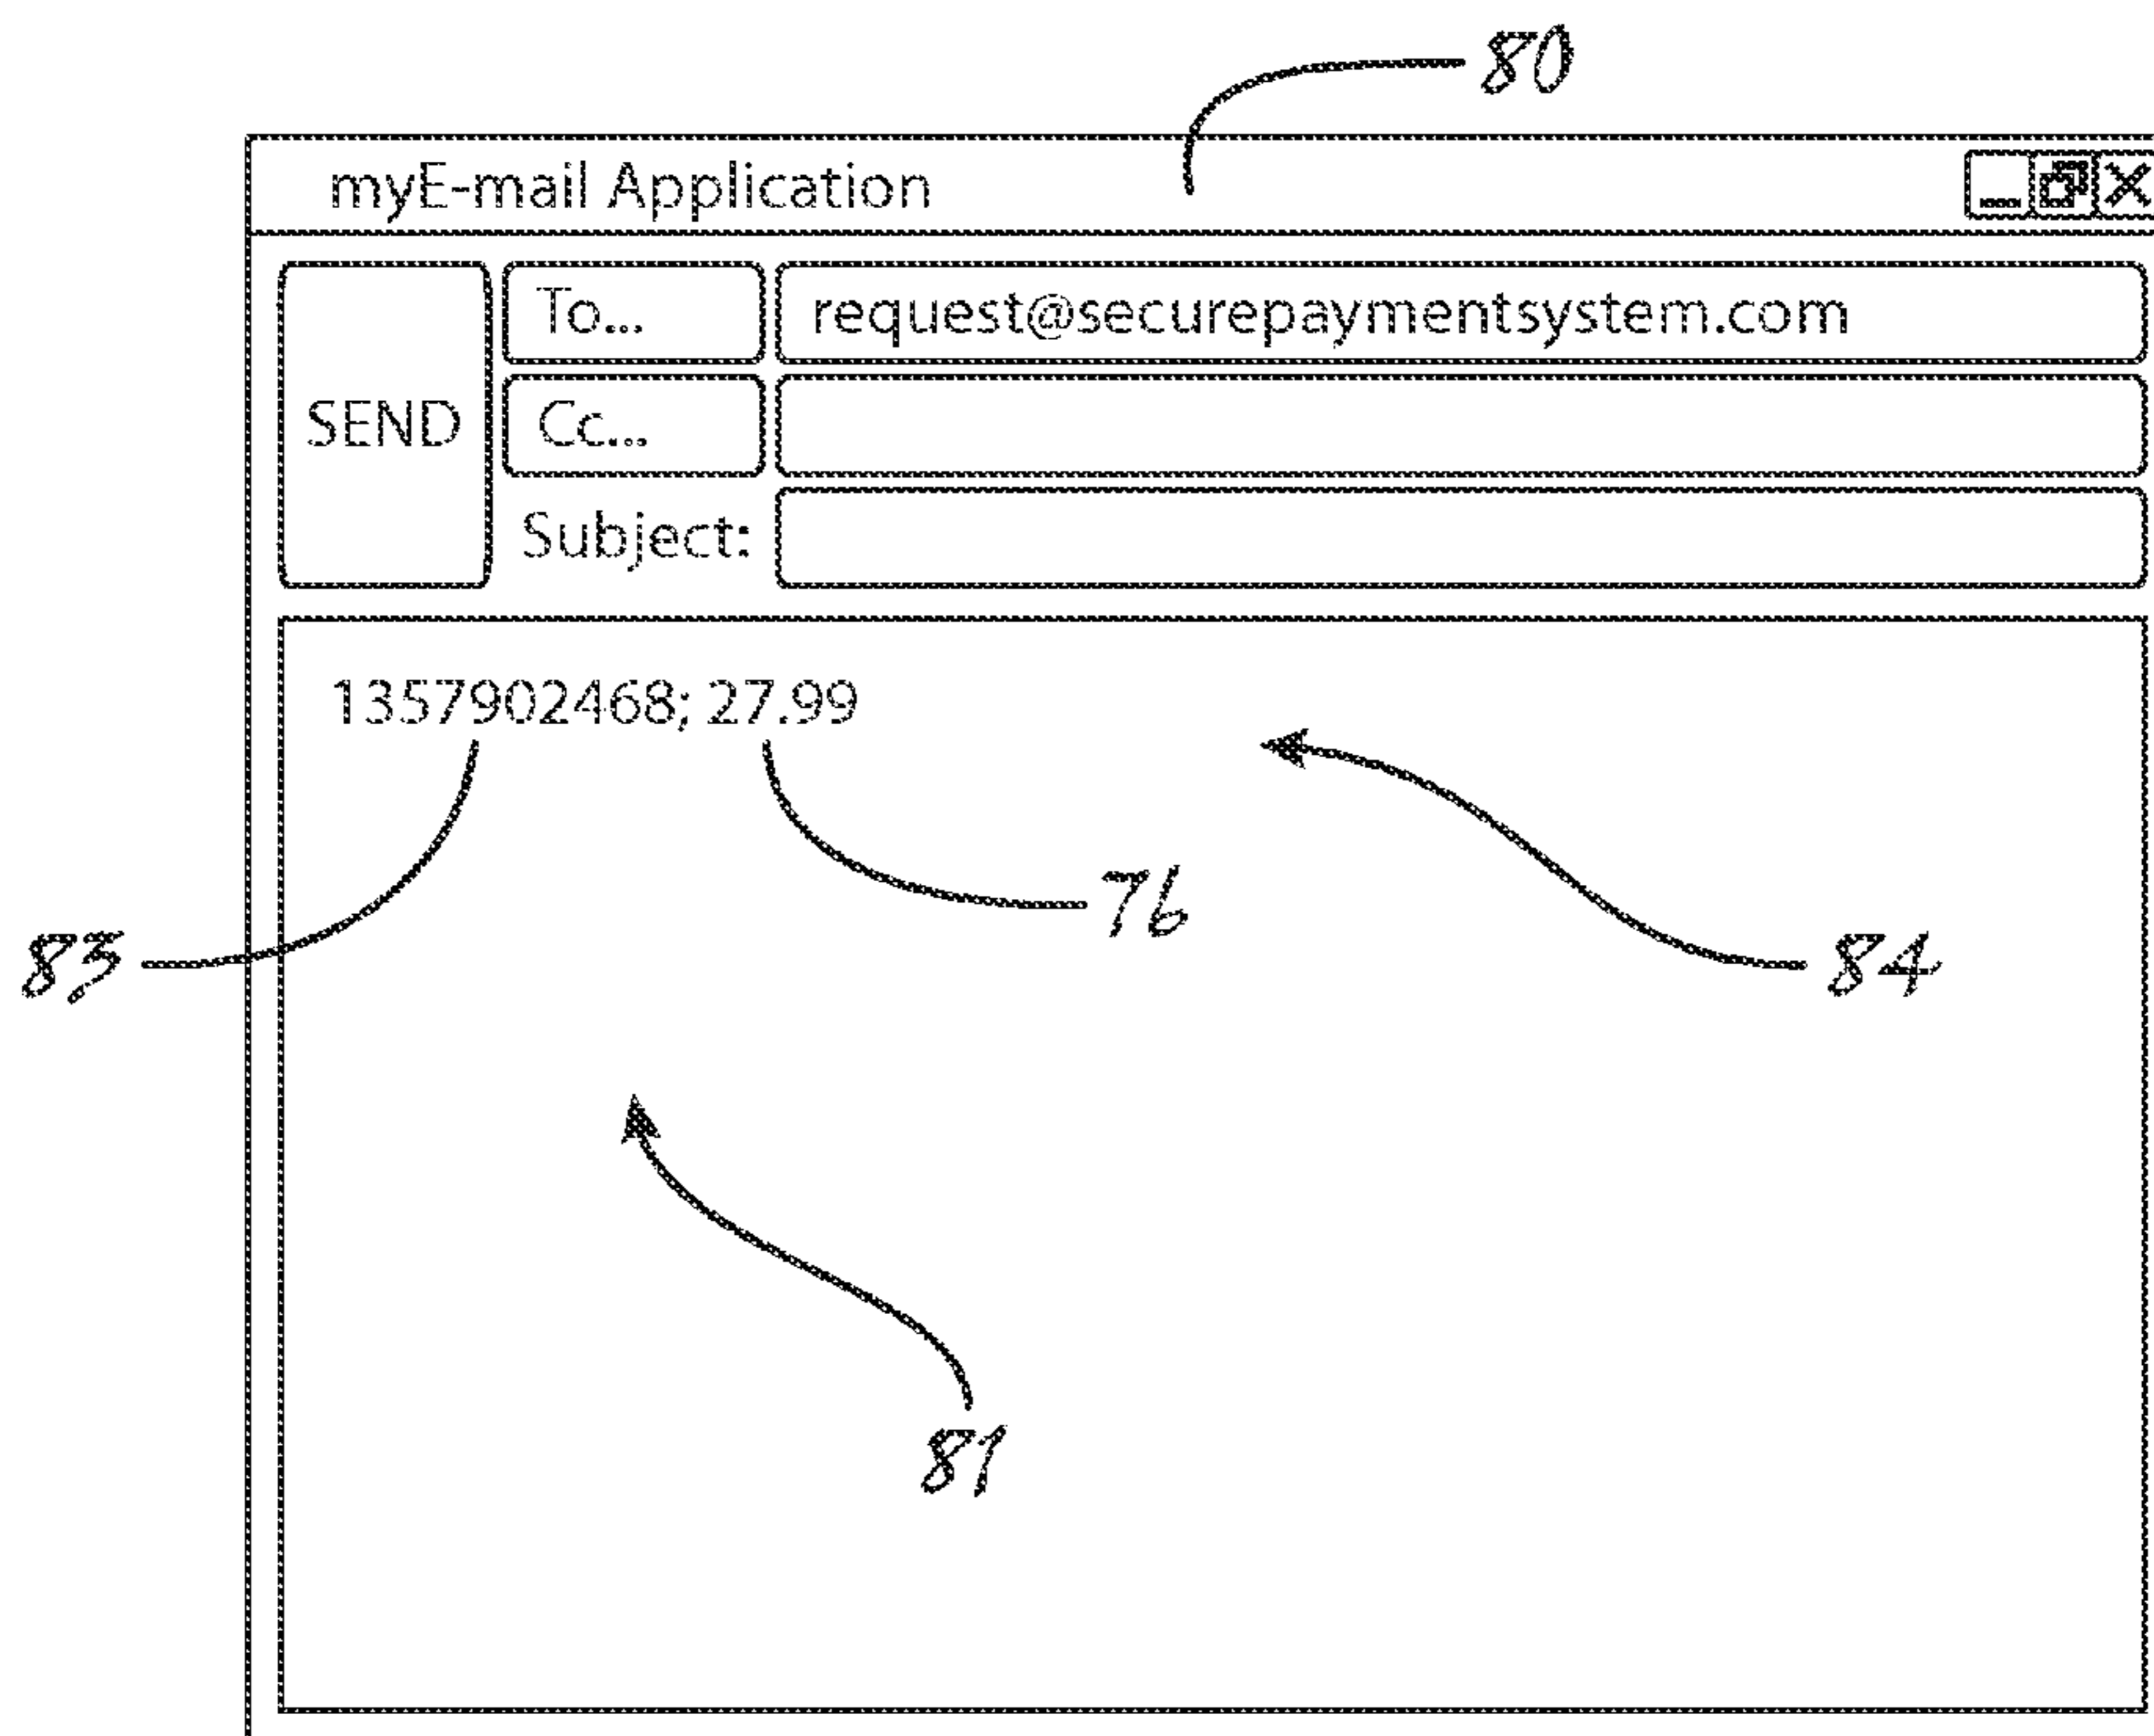 80
myE-mail Application
To...
request@securepaymentsystem.com
SEND
Cc...
Subject:
1357902468; 27.99
76
83
84
81